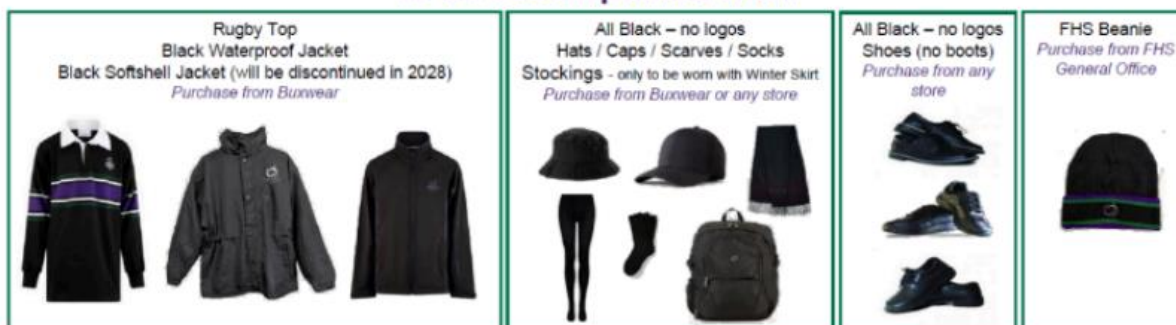 Rugby Top
Black Waterproof Jacket
Black Softshell Jacket (will be discontinued in 2028)
Purchase from Buxwear
All Black – no logos
Hats / Caps / Scarves / Socks
Stockings - only to be worn with Winter Skirt
Purchase from Buxwear or any store
All Black – no logos
Shoes (no boots)
Purchase from any
store
FHS Beanie
Purchase from FHS
General Office